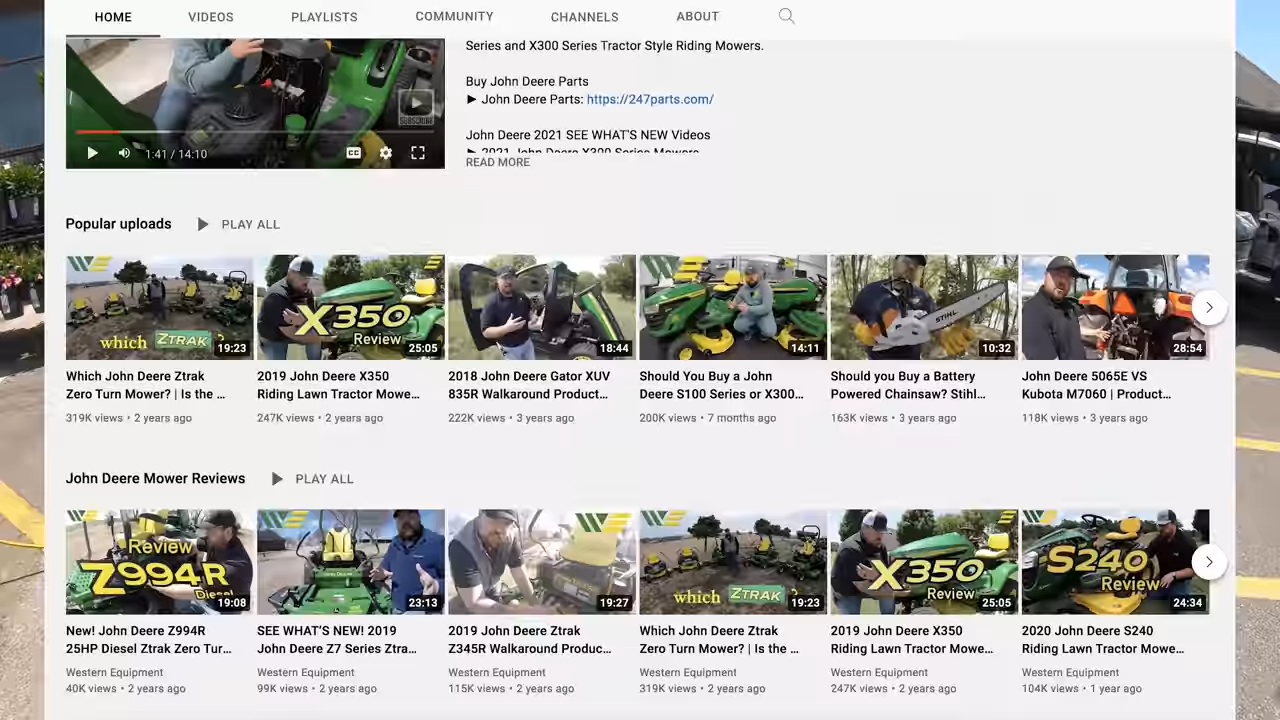 HOME VIDEOS PLAYLISTS COMMUNITY CHANNELS ABOUT
Series and X300 Series Tractor Style Riding Mowers.
Buy John Deere Parts
► John Deere Parts: https://247parts.com/
John Deere 2021 SEE WHAT'S NEW Videos
► 2021 John Deere X300 Series Mowers
READ MORE
SUBSCRIBE
1:41 / 14:10
CC
Popular uploads PLAY ALL
which ZTRAK 19:23
X350 Review 25:05
18:44
14:11
STIHL 10:32
28:54
Which John Deere Ztrak
Zero Turn Mower? | Is the ...
319K views • 2 years ago
2019 John Deere X350
Riding Lawn Tractor Mowe...
247K views • 2 years ago
2018 John Deere Gator XUV
835R Walkaround Product...
222K views • 3 years ago
Should You Buy a John
Deere S100 Series or X300...
200K views • 7 months ago
Should you Buy a Battery
Powered Chainsaw? Stihl...
163K views • 3 years ago
John Deere 5065E VS
Kubota M7060 | Product...
118K views • 3 years ago
John Deere Mower Reviews PLAY ALL
Review
Z994R
Diesel 19:08
23:13
19:27
which ZTRAK 19:23
X350 Review 25:05
S240 Review 24:34
New! John Deere Z994R
25HP Diesel Ztrak Zero Tur...
Western Equipment
40K views • 2 years ago
SEE WHAT'S NEW! 2019
John Deere Z7 Series Ztra...
Western Equipment
99K views • 2 years ago
2019 John Deere Ztrak
Z345R Walkaround Produc...
Western Equipment
115K views • 2 years ago
Which John Deere Ztrak
Zero Turn Mower? | Is the ...
Western Equipment
319K views • 2 years ago
2019 John Deere X350
Riding Lawn Tractor Mowe...
Western Equipment
247K views • 2 years ago
2020 John Deere S240
Riding Lawn Tractor Mowe...
Western Equipment
104K views • 1 year ago